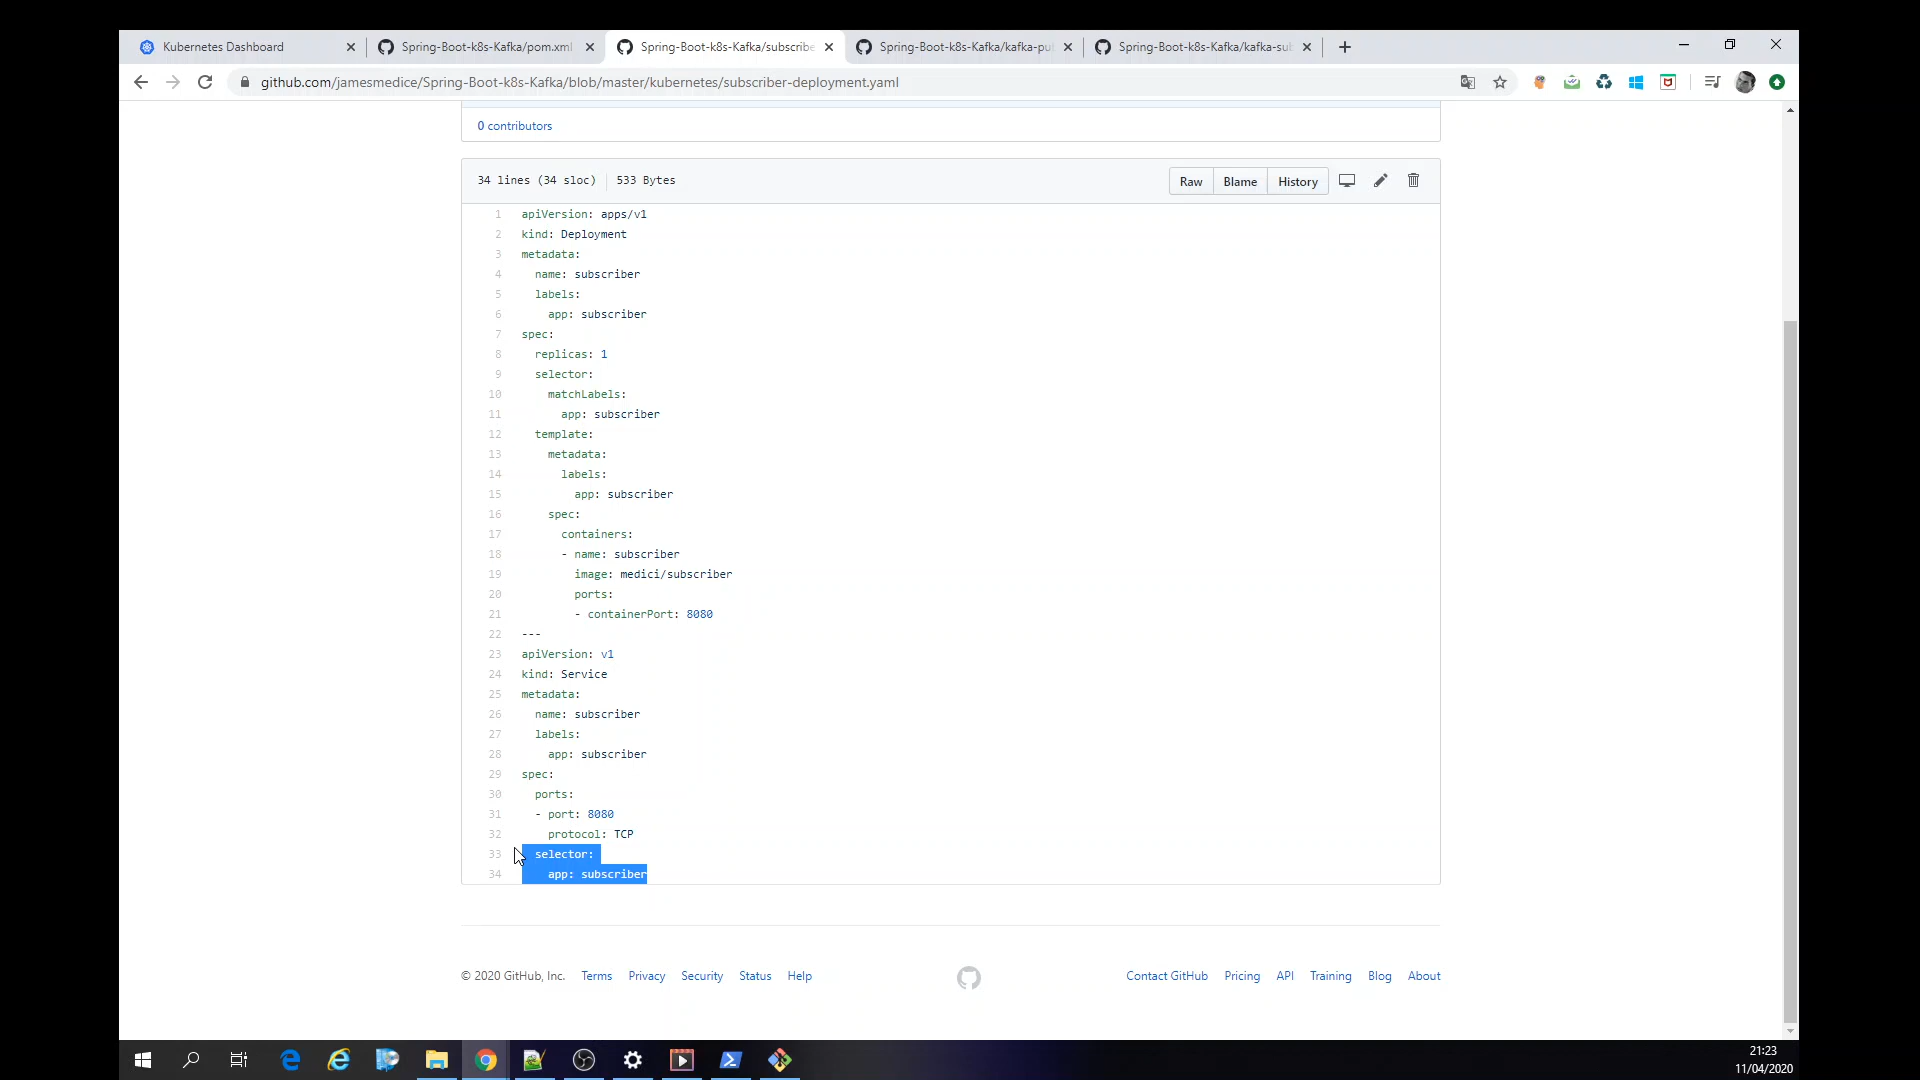 Kubernetes Dashboard
Spring-Boot-k8s-Kafka/pom.xml
Spring-Boot-k8s-Kafka/subscribe
Spring-Boot-k8s-Kafka/kafka-pu
Spring-Boot-k8s-Kafka/kafka-su
github.com/jamesmedice/Spring-Boot-k8s-Kafka/blob/master/kubernetes/subscriber-deployment.yaml
0 contributors
34 lines (34 sloc) 533 Bytes
Raw Blame History
1 apiVersion: apps/v1
2 kind: Deployment
3 metadata:
4 name: subscriber
5 labels:
6 app: subscriber
7 spec:
8 replicas: 1
9 selector:
10 matchLabels:
11 app: subscriber
12 template:
13 metadata:
14 labels:
15 app: subscriber
16 spec:
17 containers:
18 - name: subscriber
19 image: medici/subscriber
20 ports:
21 - containerPort: 8080
22 ---
23 apiVersion: v1
24 kind: Service
25 metadata:
26 name: subscriber
27 labels:
28 app: subscriber
29 spec:
30 ports:
31 - port: 8080
32 protocol: TCP
33 selector:
34 app: subscriber
© 2020 GitHub, Inc. Terms Privacy Security Status Help
Contact GitHub Pricing API Training Blog About
21:23
11/04/2020